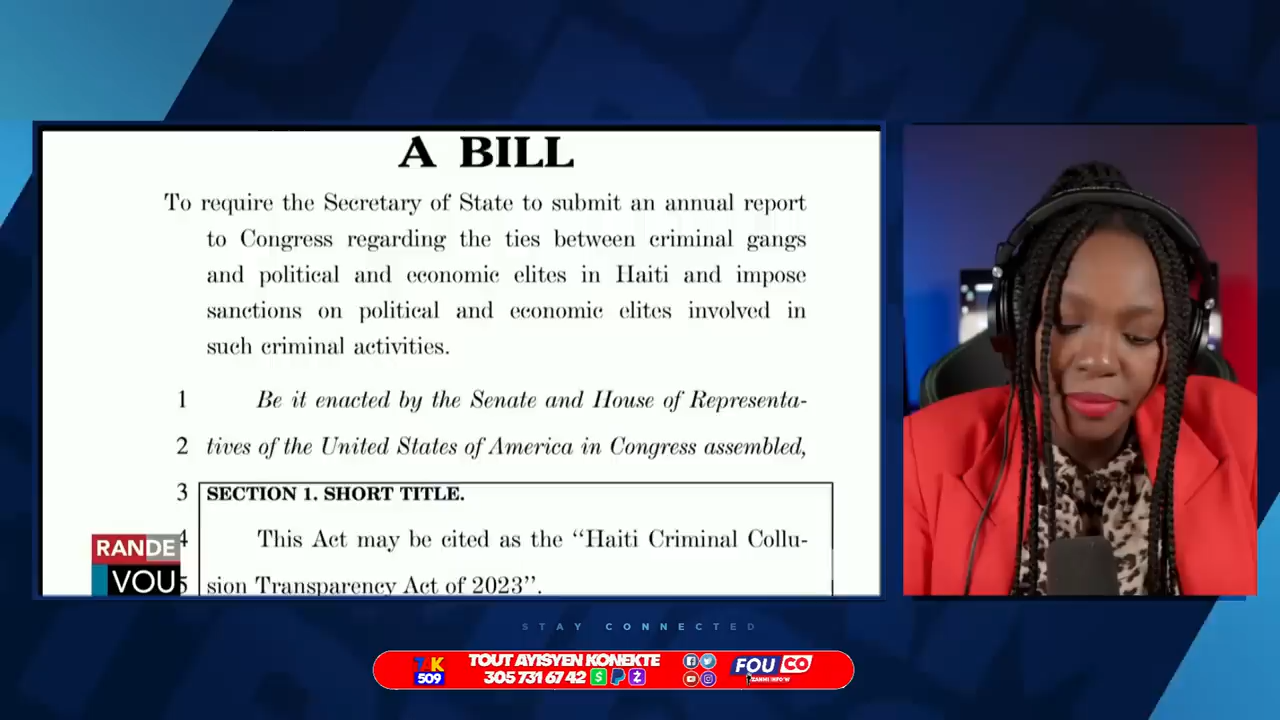 A BILL
To require the Secretary of State to submit an annual report
to Congress regarding the ties between criminal gangs
and political and economic elites in Haiti and impose
sanctions on political and economic elites involved in
such criminal activities.
1 Be it enacted by the Senate and House of Representa-
2 tives of the United States of America in Congress assembled,
3 SECTION 1. SHORT TITLE.
4 This Act may be cited as the ‘‘Haiti Criminal Collu-
5 sion Transparency Act of 2023’’.
RANDE
VOU
STAY CONNECTED
509
TOUT AYISYEN KONEKTE
305 731 67 42
FOU CO